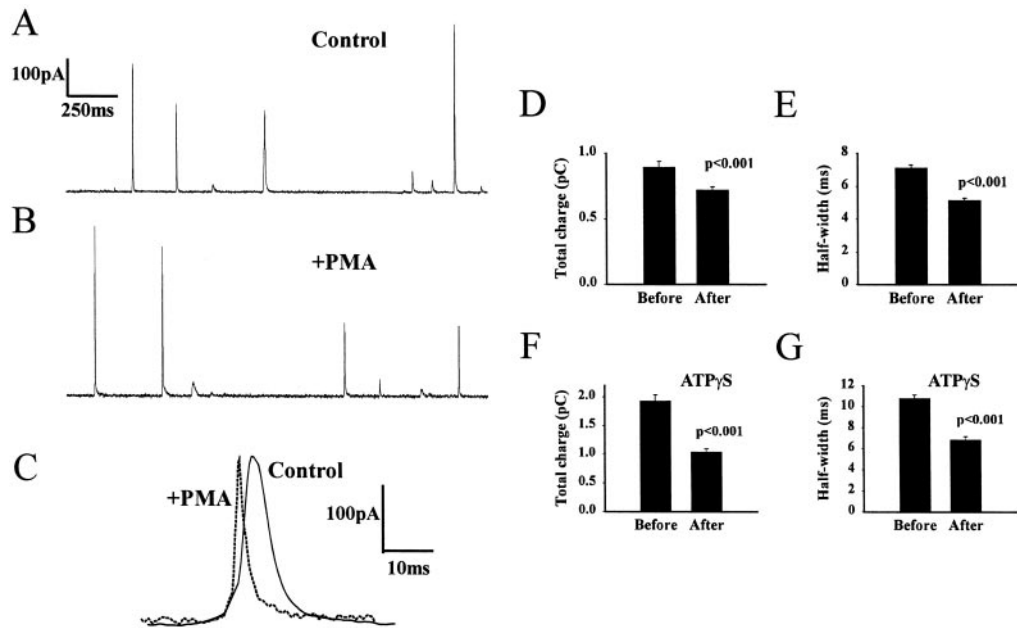 A
Control
100pA
250ms
B
+PMA
C
Control
+PMA
100pA
10ms
D
Total charge (pC)
1.0
0.5
0.0
p<0.001
Before After
E
Half-width (ms)
8
6
4
2
0
p<0.001
Before After
F
ATPγS
Total charge (pC)
2.0
1.5
1.0
0.5
0.0
p<0.001
Before After
G
ATPγS
Half-width (ms)
12
10
8
6
4
2
0
p<0.001
Before After